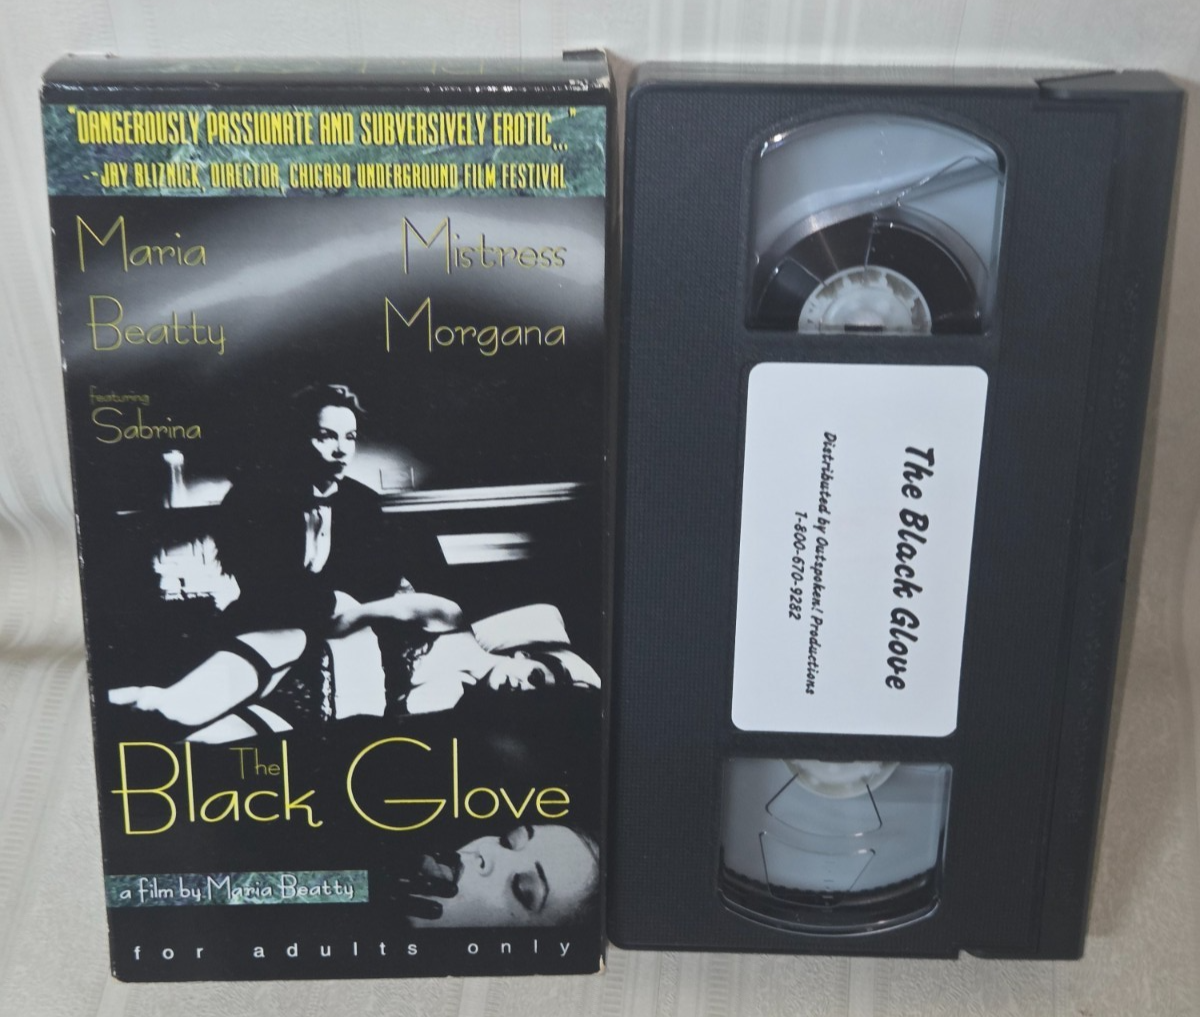 "DANGEROUSLY PASSIONATE AND SUBVERSIVELY EROTIC..."
--JAY BLIZNICK, DIRECTOR, CHICAGO UNDERGROUND FILM FESTIVAL
Maria Beatty
Mistress Morgana
featuring
Sabrina
The
Black Glove
a film by Maria Beatty
for adults only
The Black Glove
Distributed by Outspoken! Productions
1-800-670-9282